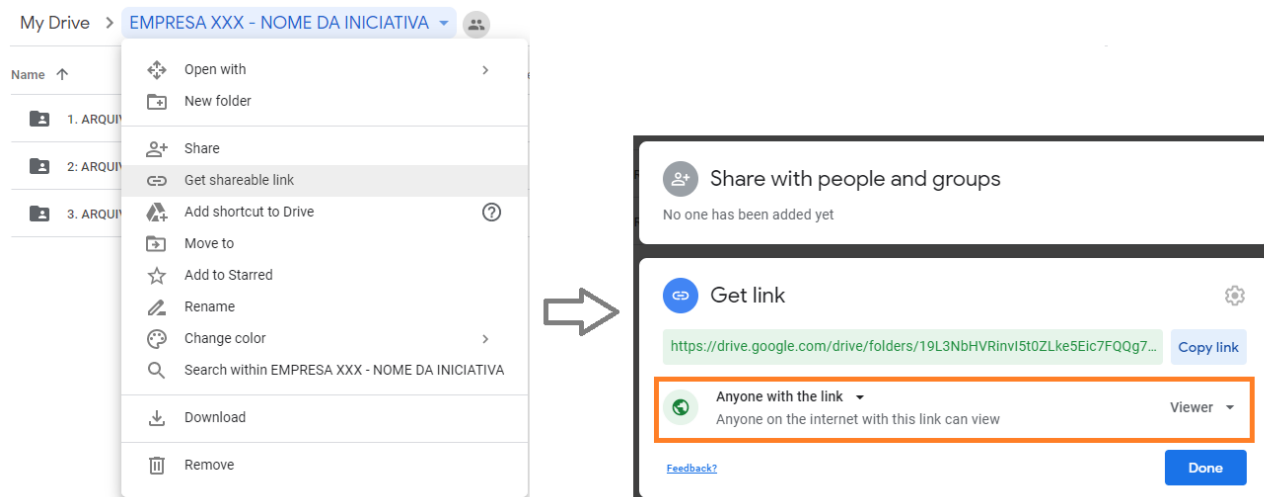 My Drive > EMPRESA XXX - NOME DA INICIATIVA
Name
1. ARQUIV
2: ARQUIV
3. ARQUIV
Open with
New folder
Share
Get shareable link
Add shortcut to Drive
Move to
Add to Starred
Rename
Change color
Search within EMPRESA XXX - NOME DA INICIATIVA
Download
Remove
Share with people and groups
No one has been added yet
Get link
https://drive.google.com/drive/folders/19L3NbHVRinvI5t0ZLke5Eic7FQQg7... Copy link
Anyone with the link
Anyone on the internet with this link can view
Viewer
Feedback? Done